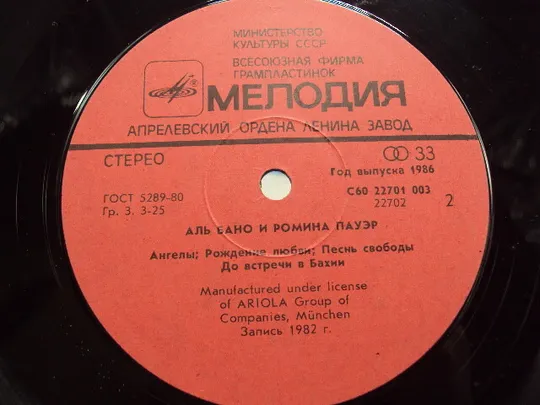 МИНИСТЕРСТВО
КУЛЬТУРЫ СССР
ВСЕСОЮЗНАЯ ФИРМА
ГРАМПЛАСТИНОК
МЕЛОДИЯ
АПРЕЛЕВСКИЙ ОРДЕНА ЛЕНИНА ЗАВОД
СТЕРЕО
33
Год выпуска 1986
ГОСТ 5289-80
Гр. 3. 3-25
С60 22701 003
22702
2
АЛЬ БАНО И РОМИНА ПАУЭР
Ангелы; Рождение любви; Песнь свободы
До встречи в Бахии
Manufactured under license
of ARIOLA Group of
Companies, München
Запись 1982 г.